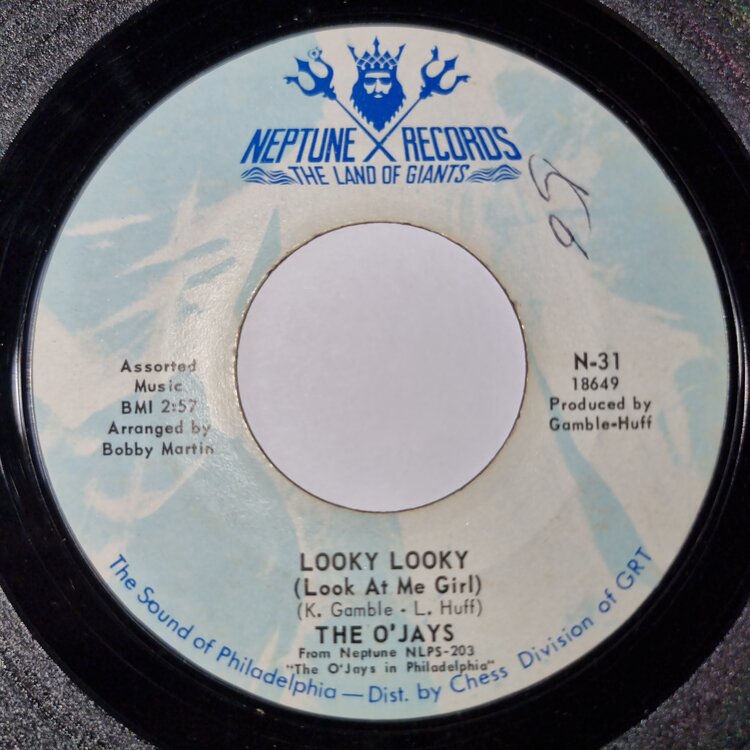 NEPTUNE RECORDS
THE LAND OF GIANTS
Assorted
Music
BMI 2:57
Arranged by
Bobby Martin
N-31
18649
Produced by
Gamble-Huff
LOOKY LOOKY
(Look At Me Girl)
(K. Gamble - L. Huff)
THE O'JAYS
From Neptune NLPS-203
"The O'Jays in Philadelphia"
The Sound of Philadelphia — Dist. by Chess Division of GRT